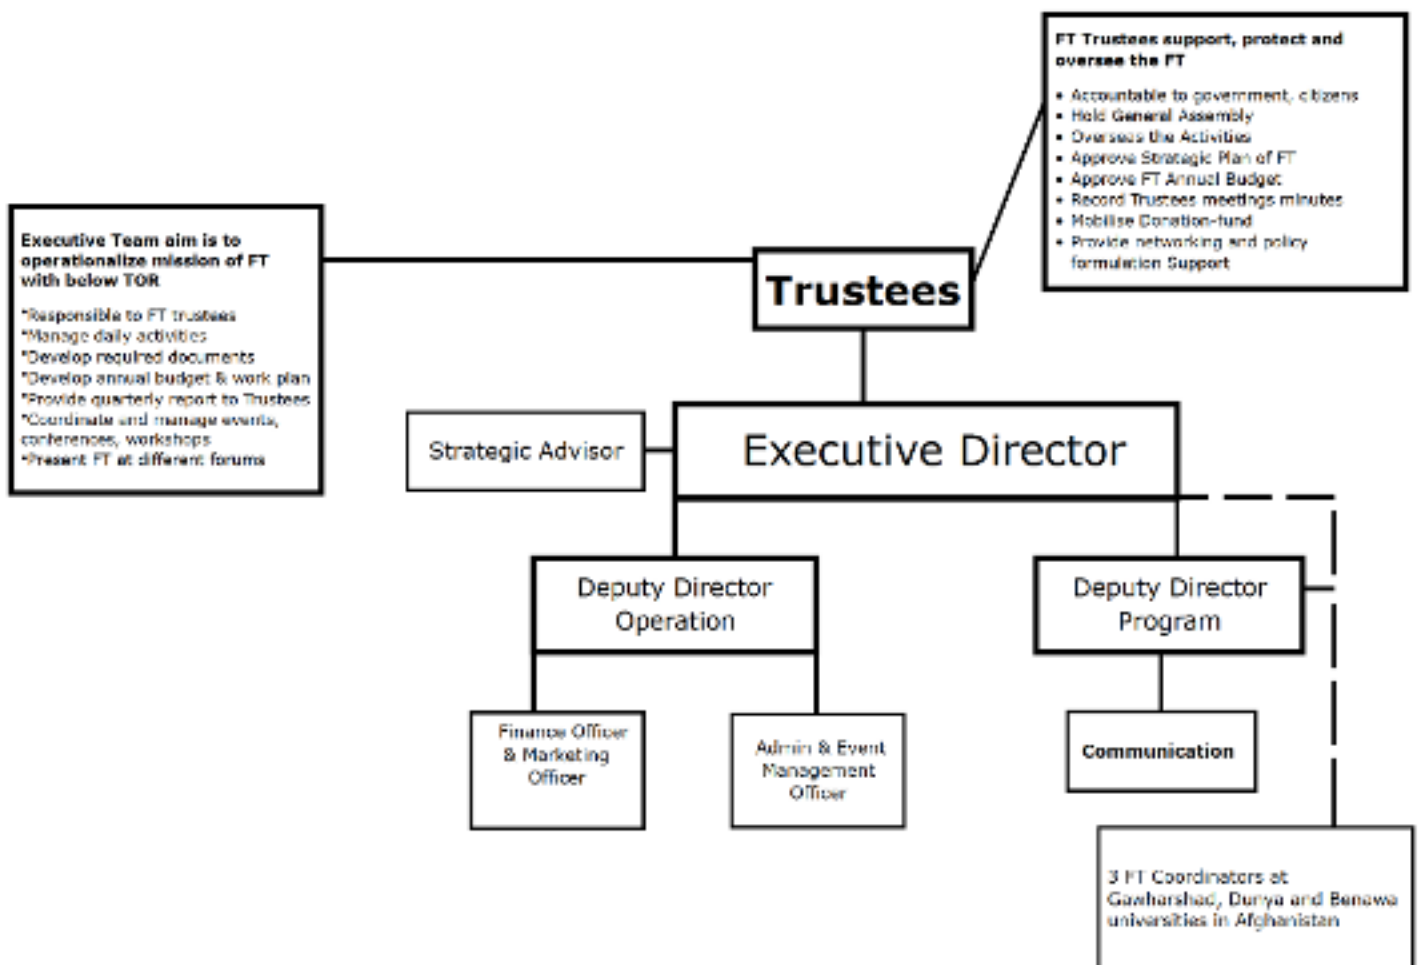 FT Trustees support, protect and
oversee the FT
• Accountable to government, citizens
• Hold General Assembly
• Overseas the Activities
• Approve Strategic Plan of FT
• Approve FT Annual Budget
• Record Trustees meetings minutes
• Mobilise Donation-fund
• Provide networking and policy
formulation Support
Executive Team aim is to
operationalize mission of FT
with below TOR
*Responsible to FT trustees
*Manage daily activities
*Develop required documents
*Develop annual budget & work plan
*Provide quarterly report to Trustees
*Coordinate and manage events,
conferences, workshops
*Present FT at different forums
Trustees
Strategic Advisor
Executive Director
Deputy Director
Operation
Deputy Director
Program
Finance Officer
& Marketing
Officer
Admin & Event
Management
Officer
Communication
3 FT Coordinators at
Gawharshad, Dunya and Benawa
universities in Afghanistan